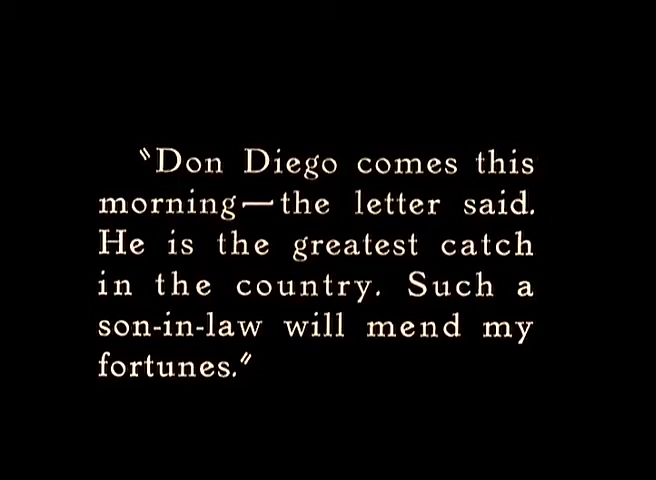 "Don Diego comes this
morning—the letter said.
He is the greatest catch
in the country. Such a
son-in-law will mend my
fortunes."